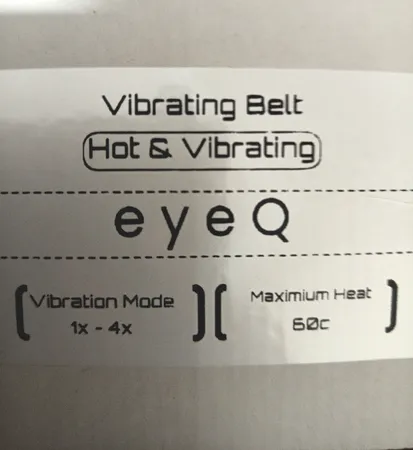 Vibrating Belt
Hot & Vibrating
eyeQ
Vibration Mode
1x - 4x
Maximium Heat
60c